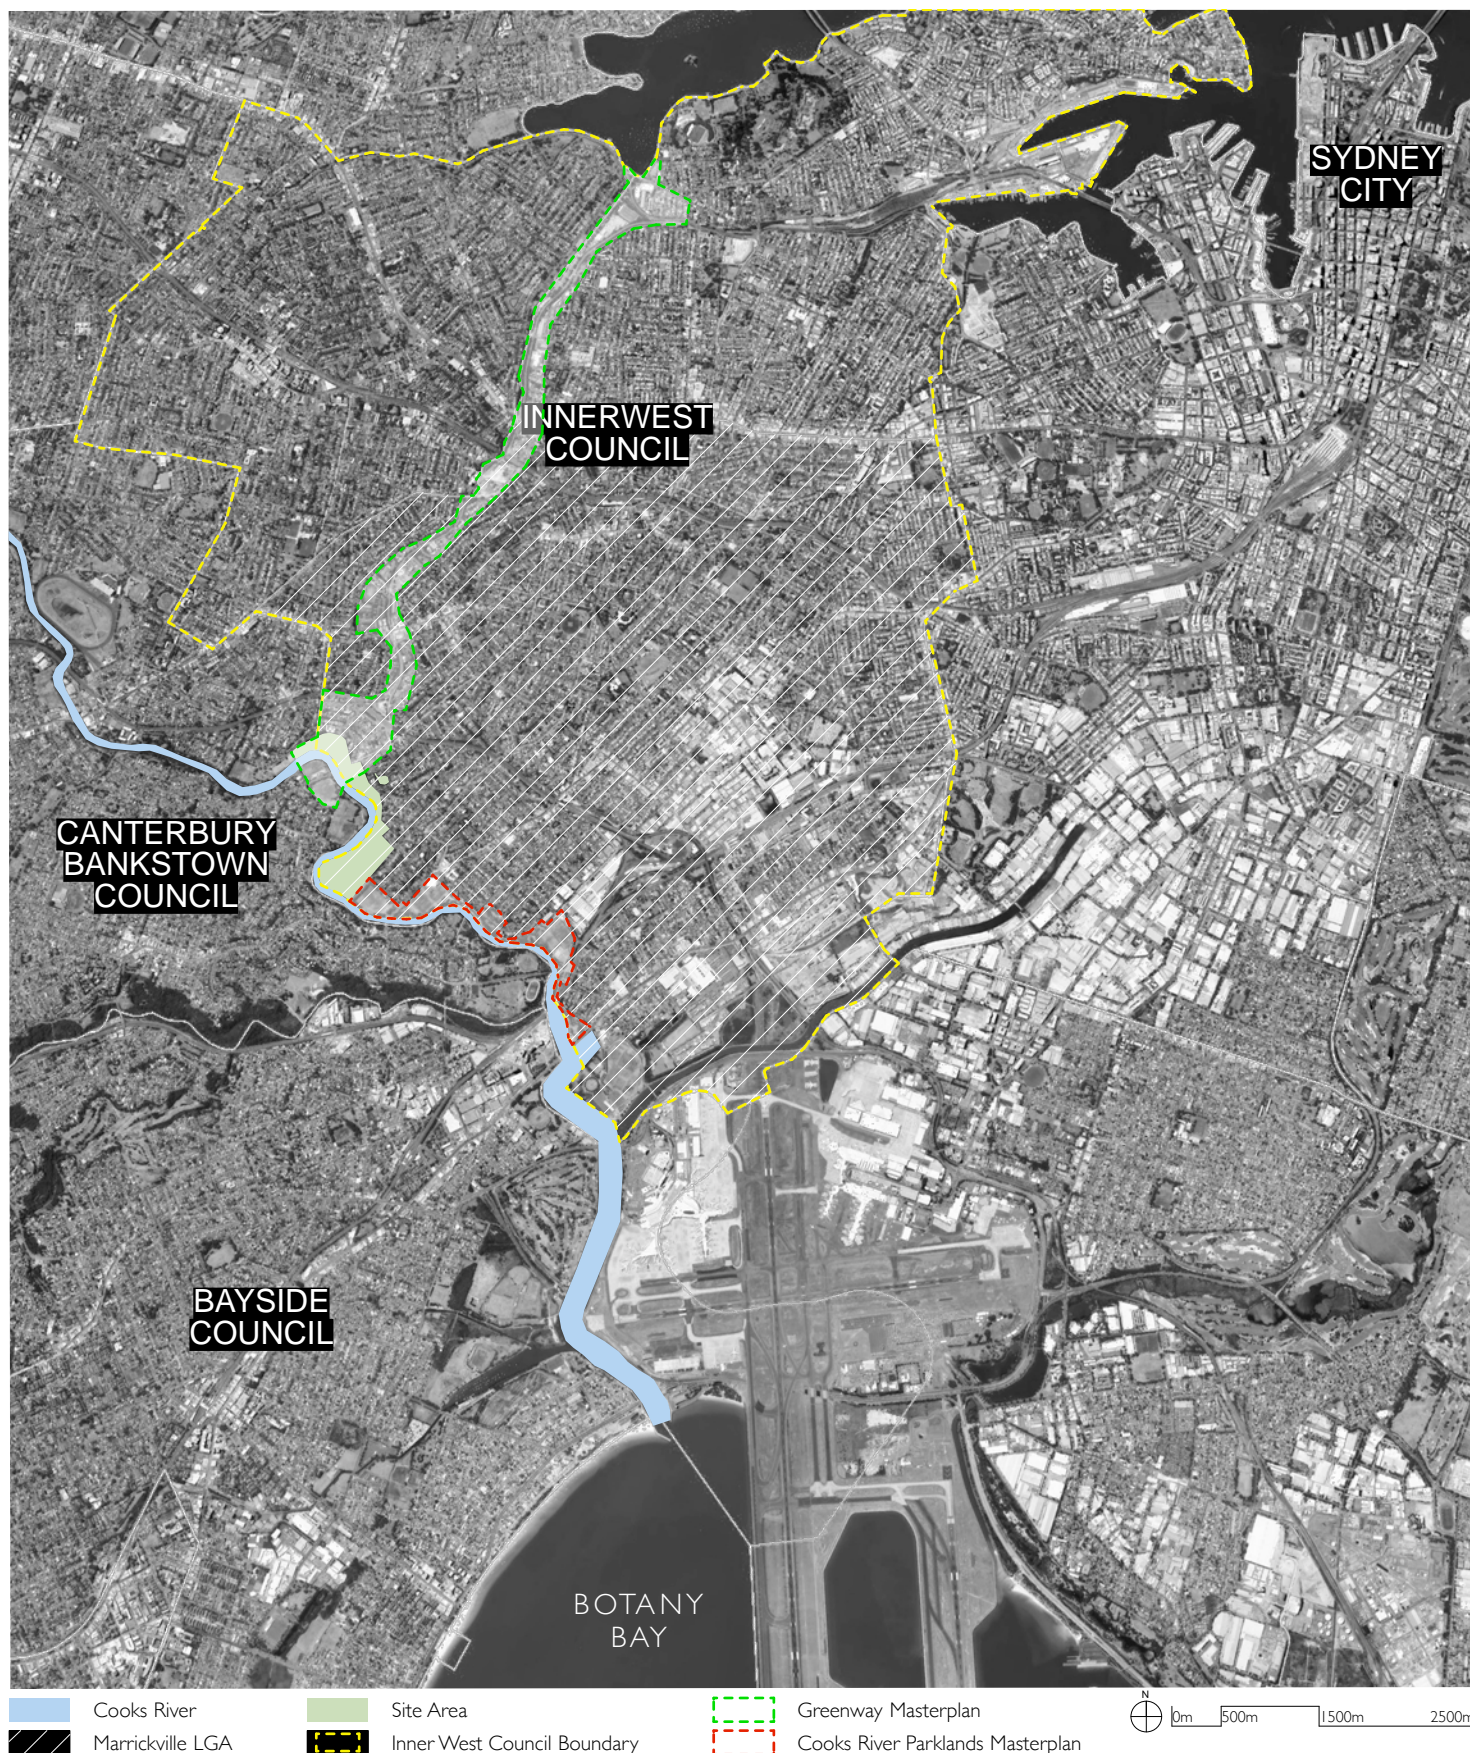 SYDNEY
CITY
INNERWEST
COUNCIL
CANTERBURY
BANKSTOWN
COUNCIL
BAYSIDE
COUNCIL
BOTANY
BAY
Cooks River
Site Area
Greenway Masterplan
N
0m 500m 1500m 2500m
Marrickville LGA
Inner West Council Boundary
Cooks River Parklands Masterplan